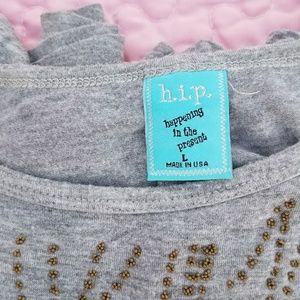 h.i.p.
happening
in the
present
L
MADE IN USA